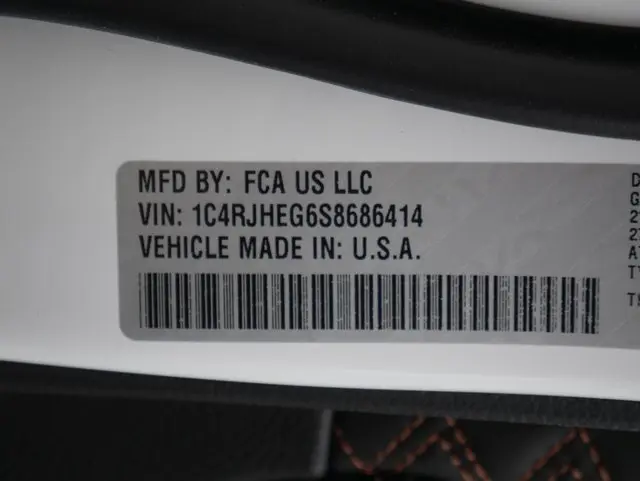 MFD BY: FCA US LLC
VIN: 1C4RJHEG6S8686414
VEHICLE MADE IN: U.S.A.